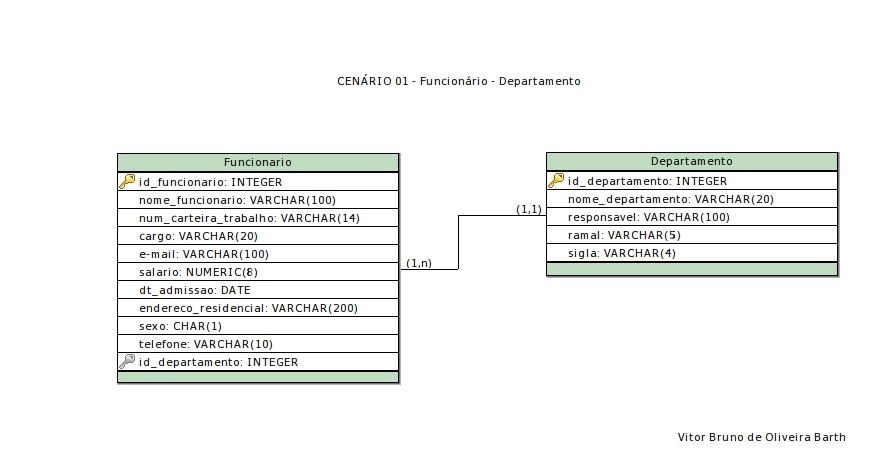 CENÁRIO 01 - Funcionário - Departamento
Funcionario
id_funcionario: INTEGER
nome_funcionario: VARCHAR(100)
num_carteira_trabalho: VARCHAR(14)
cargo: VARCHAR(20)
e-mail: VARCHAR(100)
salario: NUMERIC(8)
dt_admissao: DATE
endereco_residencial: VARCHAR(200)
sexo: CHAR(1)
telefone: VARCHAR(10)
id_departamento: INTEGER
(1,n)
(1,1)
Departamento
id_departamento: INTEGER
nome_departamento: VARCHAR(20)
responsavel: VARCHAR(100)
ramal: VARCHAR(5)
sigla: VARCHAR(4)
Vitor Bruno de Oliveira Barth